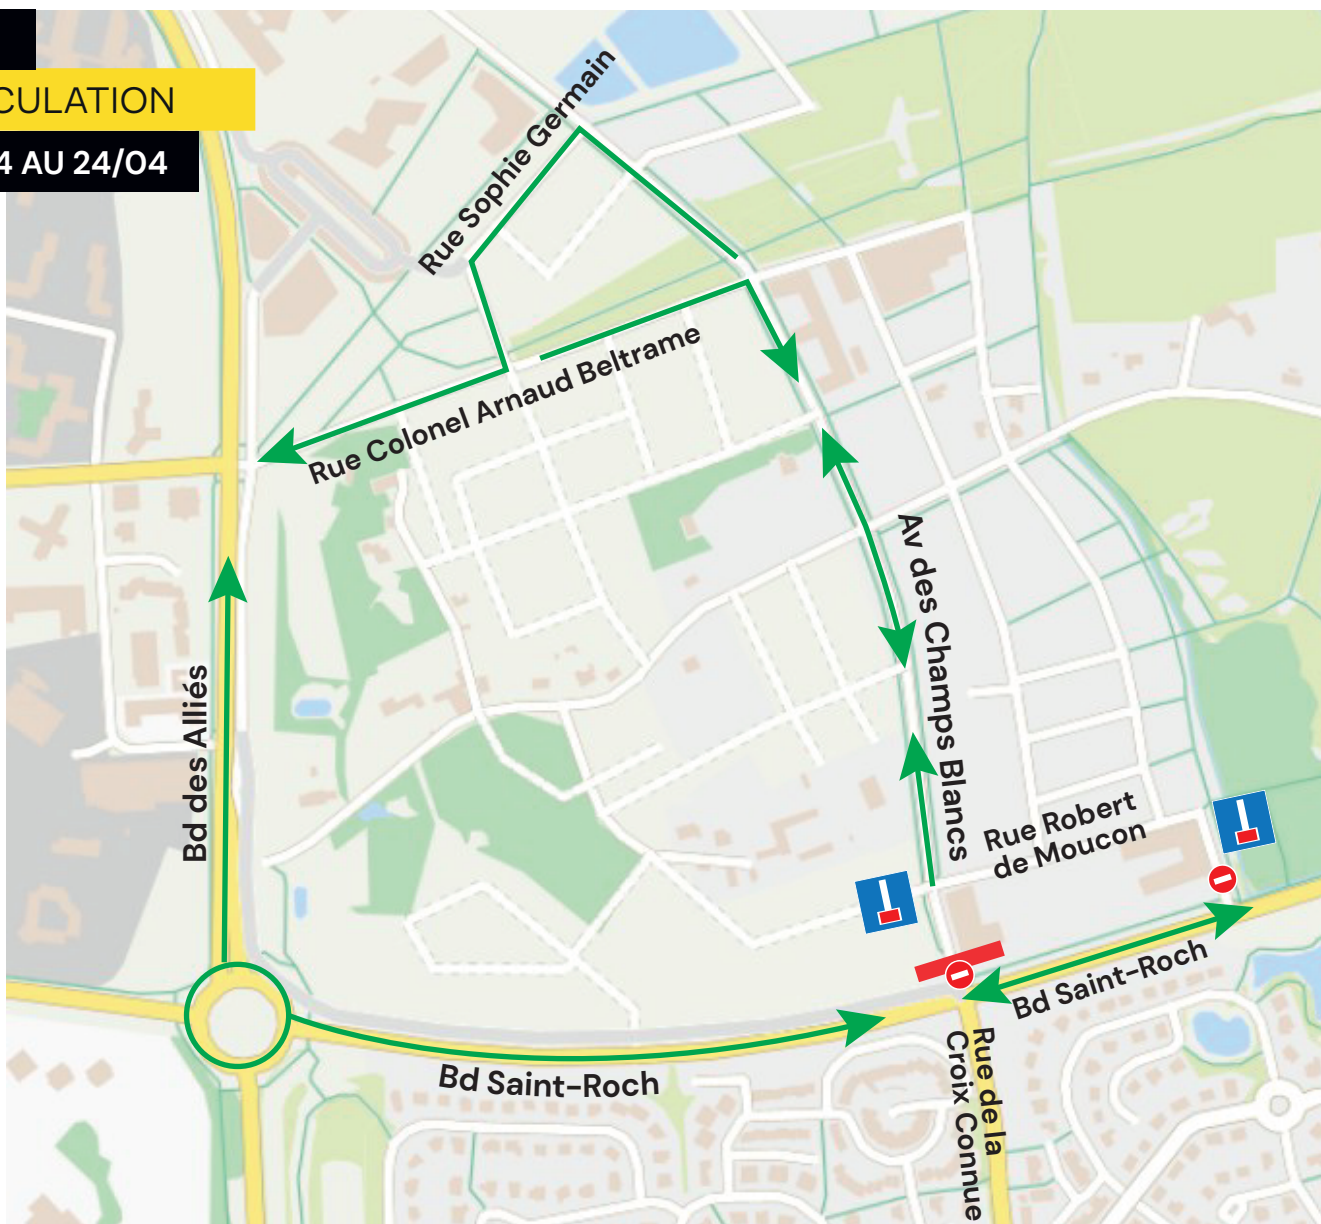 CULATION
4 AU 24/04
Rue Sophie Germain
Rue Colonel Arnaud Beltrame
Av des Champs Blancs
Bd des Alliés
Rue Robert
de Moucon
Bd Saint-Roch
Bd Saint-Roch
Rue de la
Croix Connue